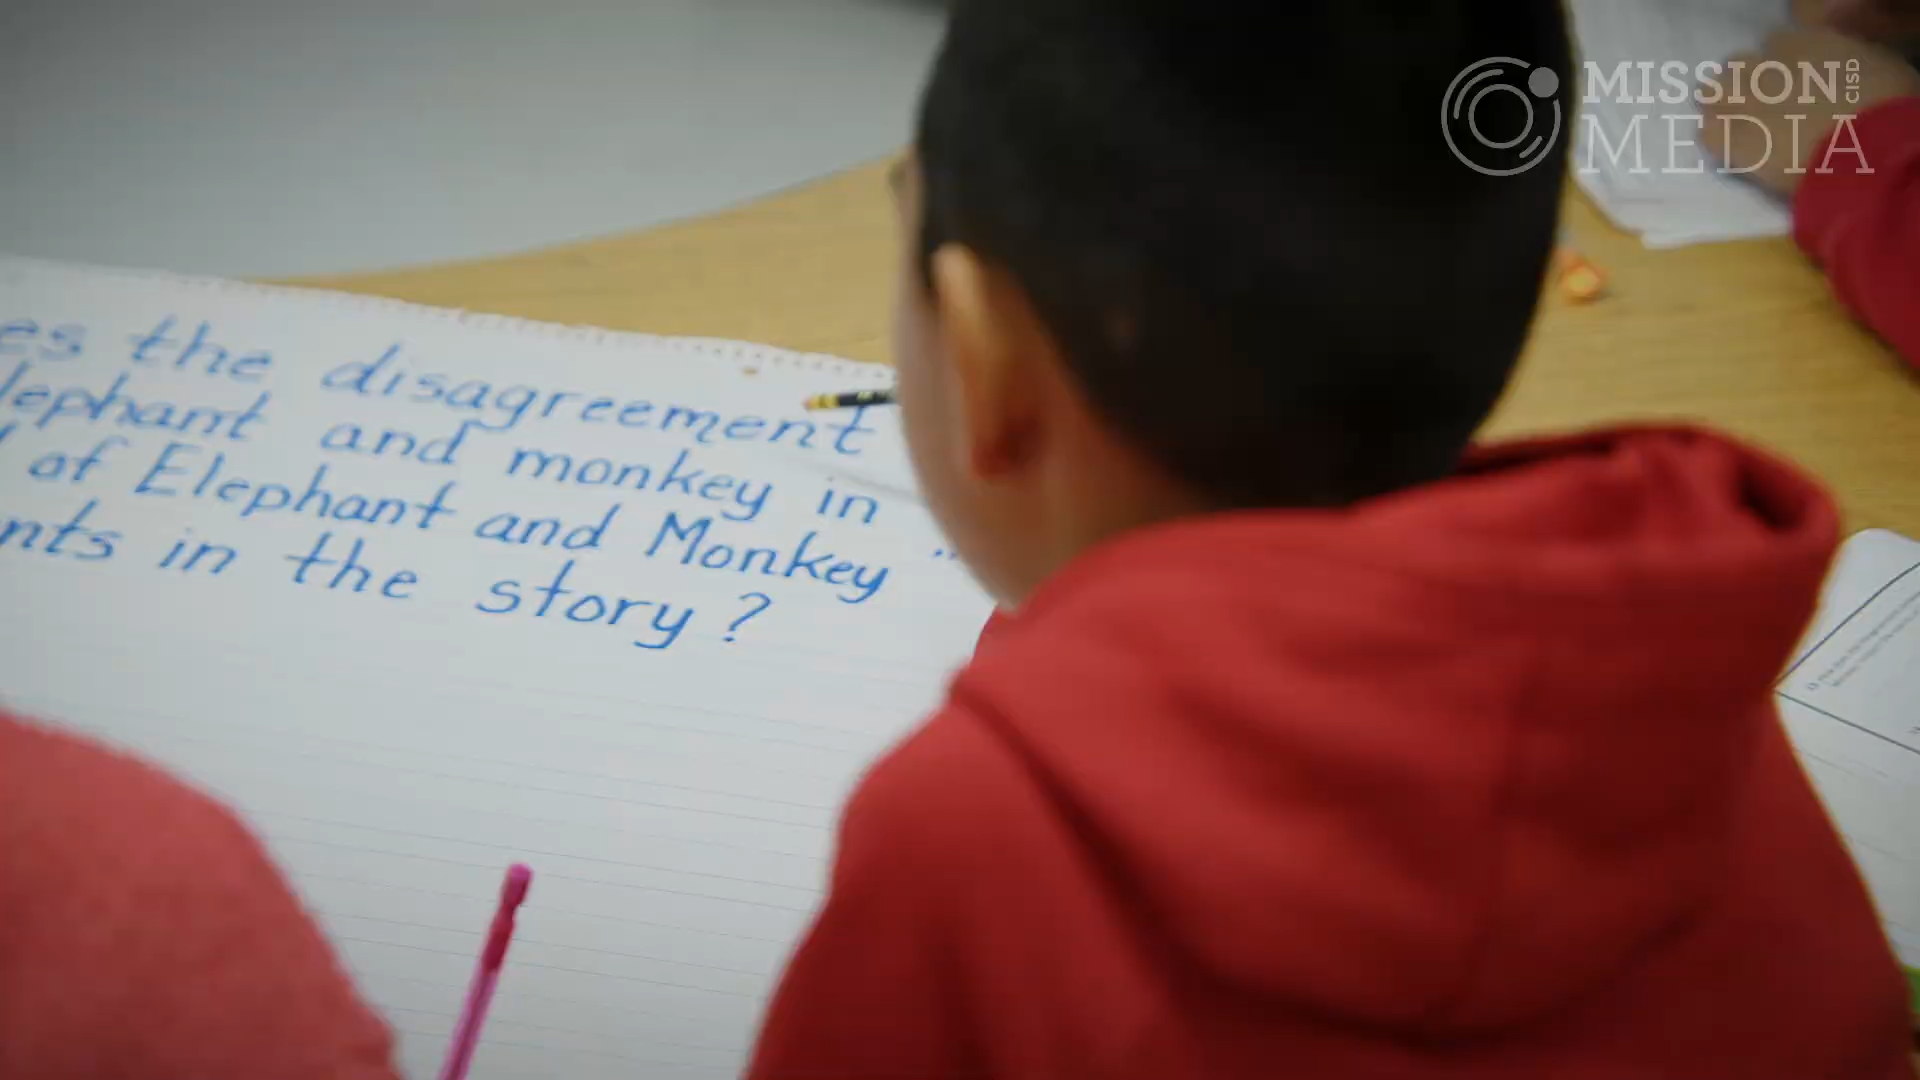 MISSION CISD
MEDIA
es the disagreement
lephant and monkey in
of Elephant and Monkey "
nts in the story?